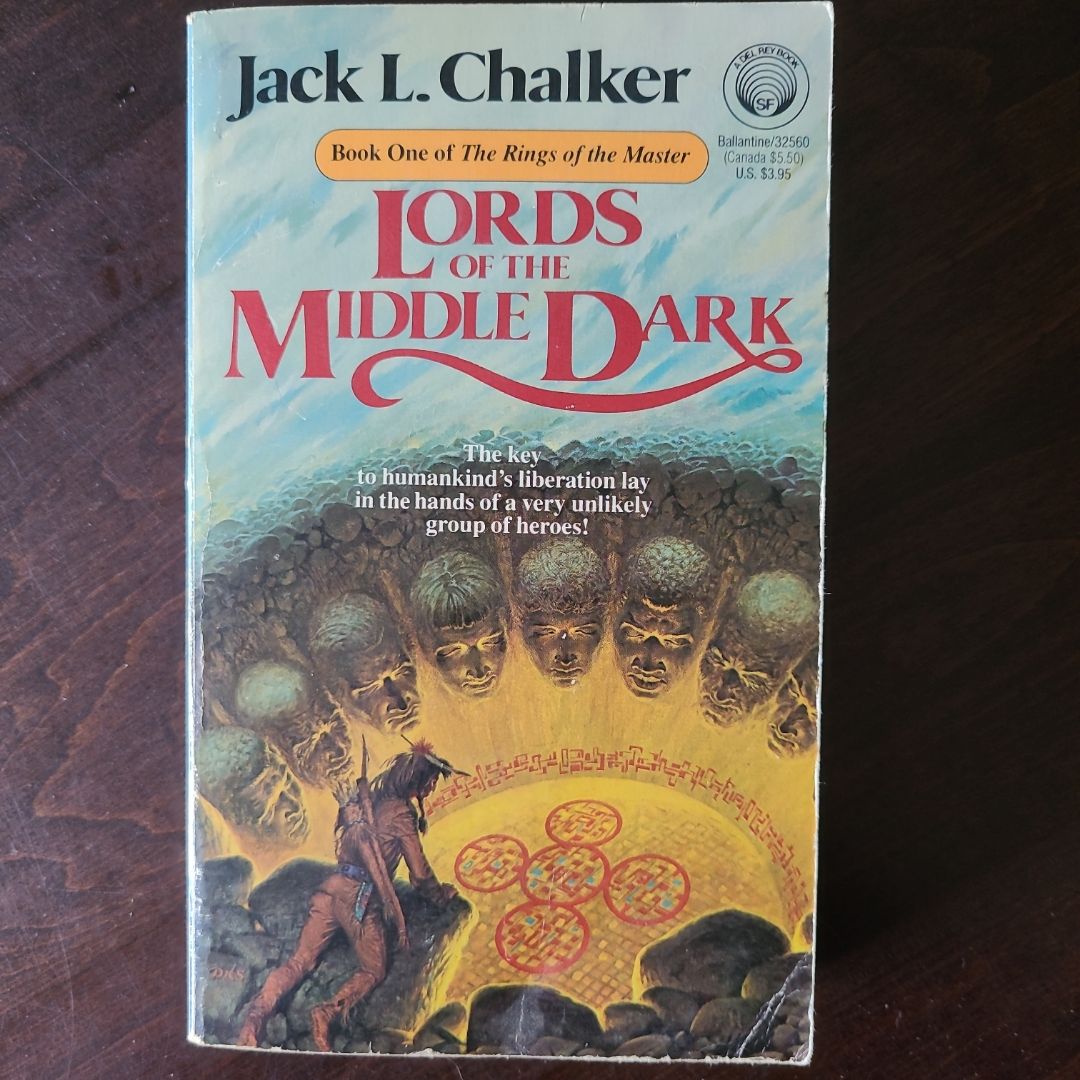 Jack L. Chalker
A DEL REY BOOK
SF
Ballantine/32560
(Canada $5.50)
U.S. $3.95
Book One of The Rings of the Master
LORDS
OF THE
MIDDLE DARK
The key
to humankind's liberation lay
in the hands of a very unlikely
group of heroes!
DKS